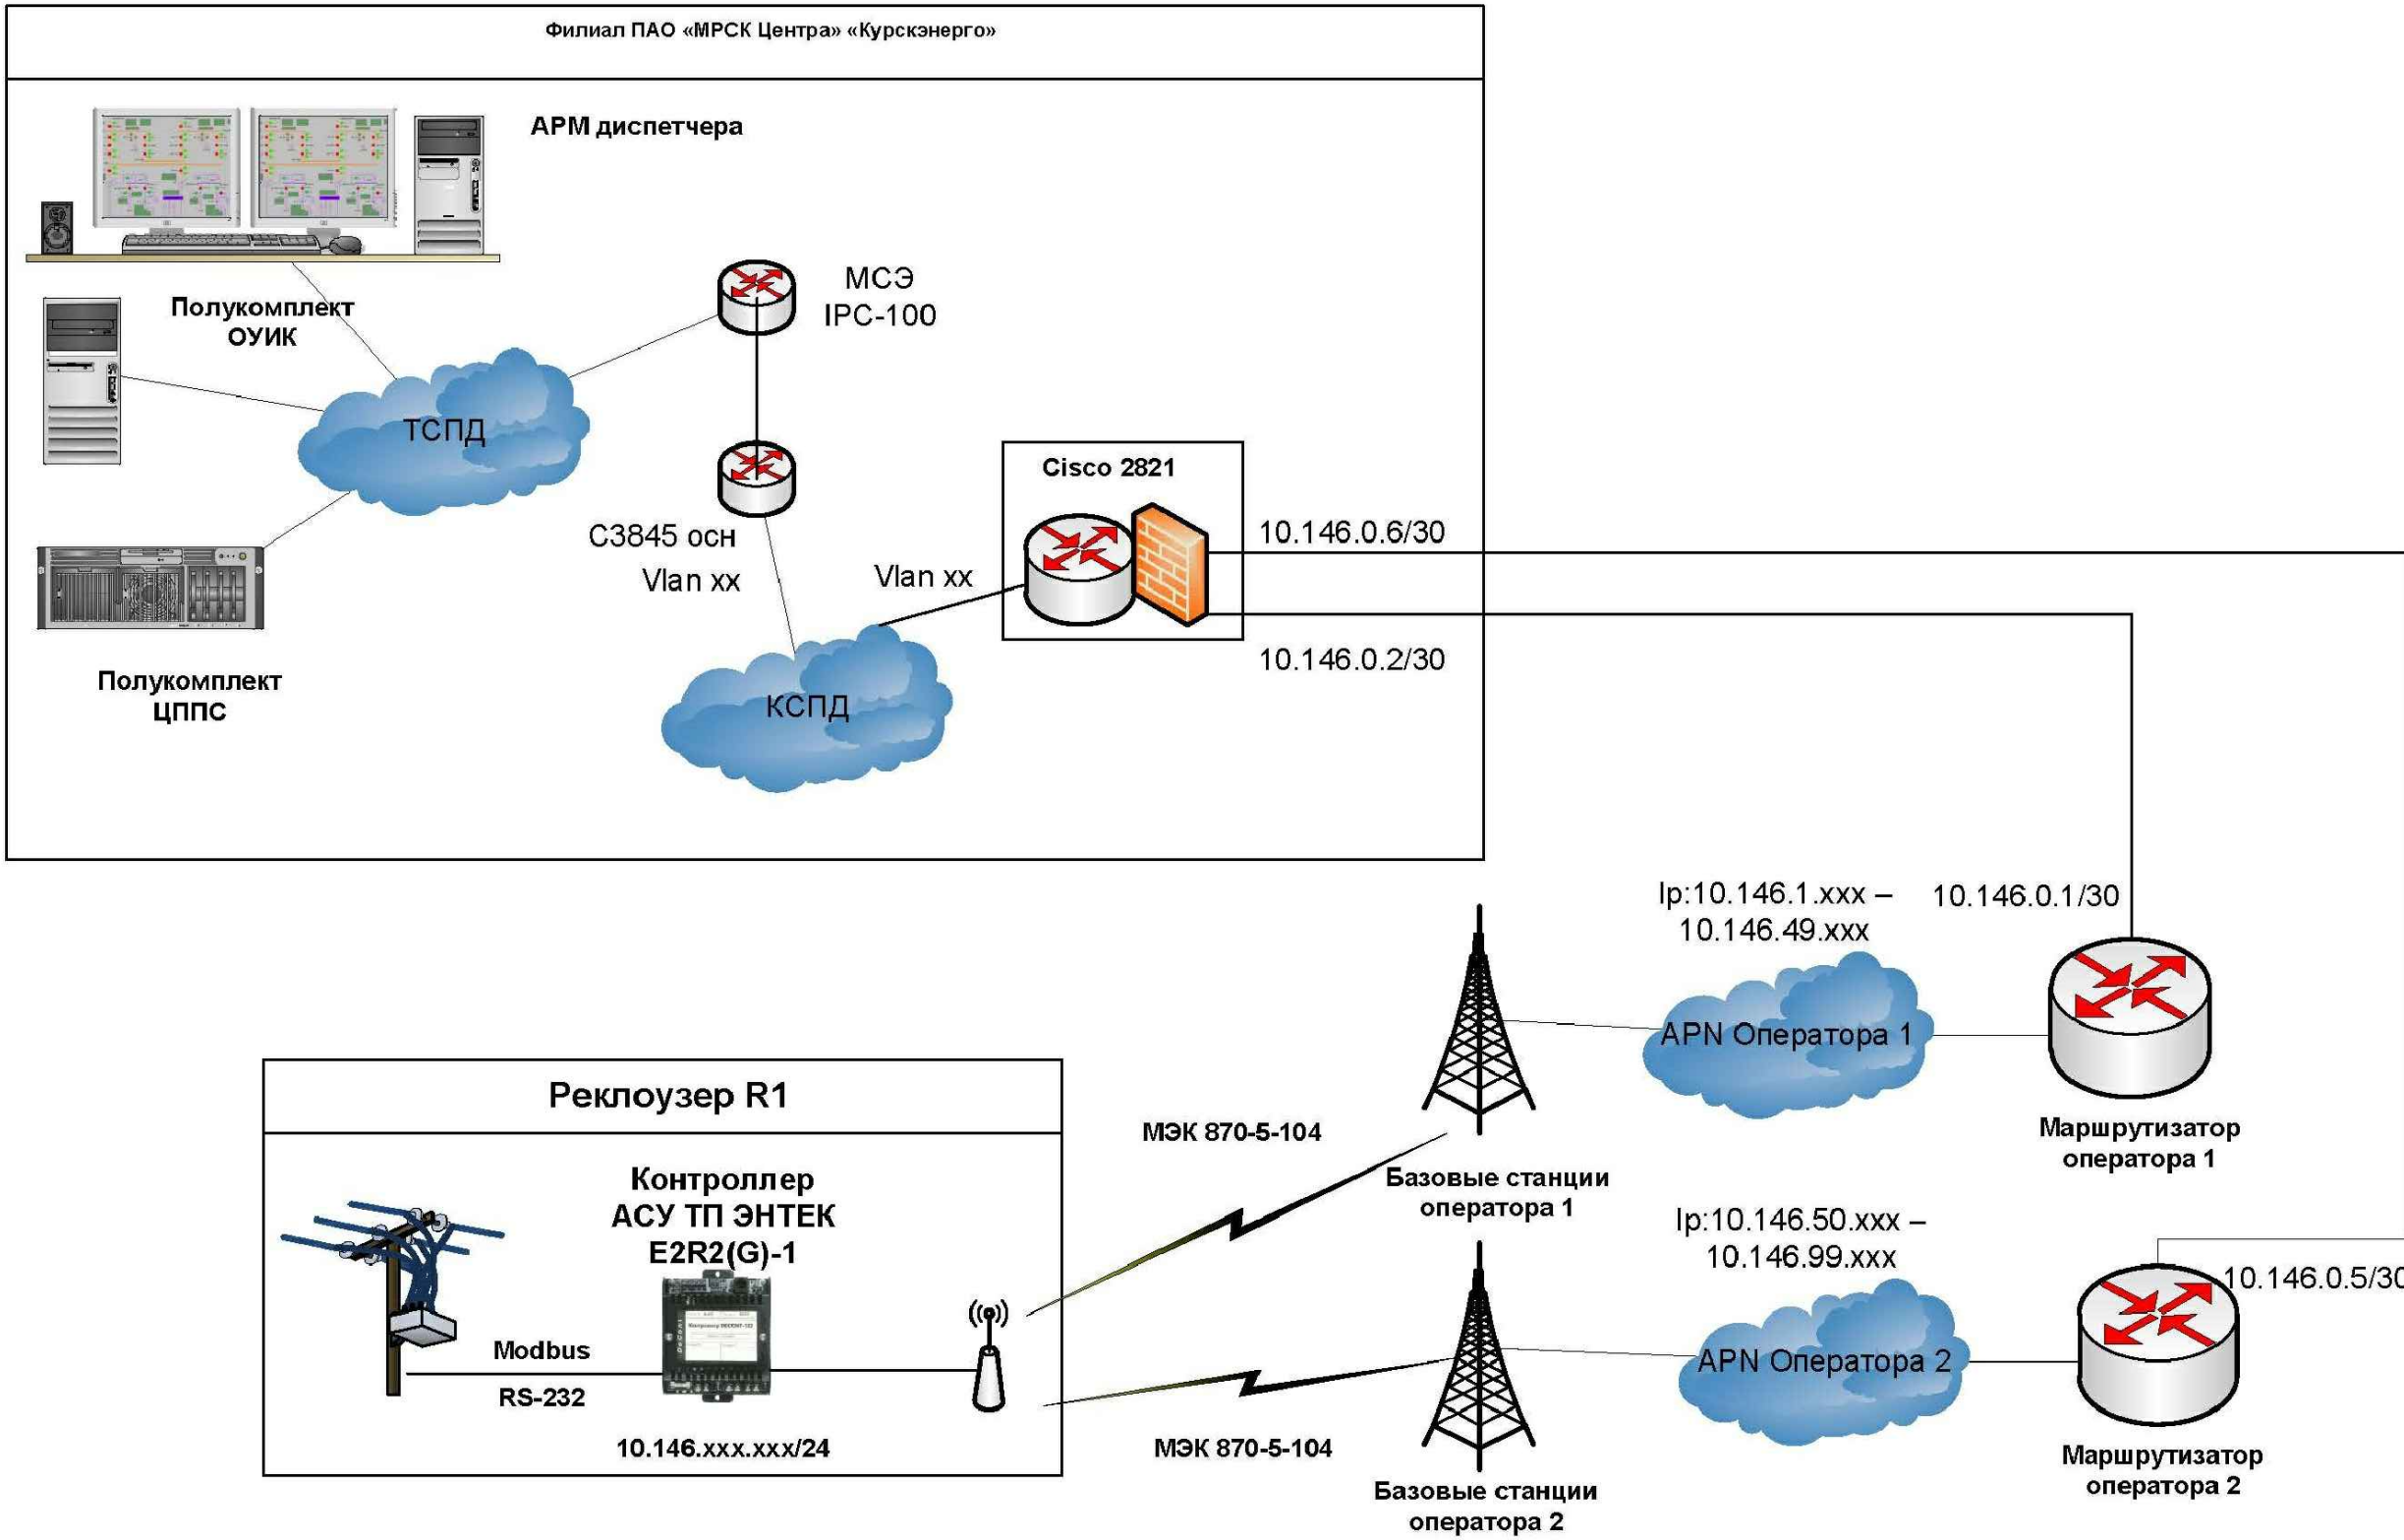 Филиал ПАО «МРСК Центра» «Курскэнерго»
АРМ диспетчера
Полукомплект
ОУИК
МСЭ
IPC-100
ТСПД
Cisco 2821
С3845 осн
Vlan xx
Vlan xx
10.146.0.6/30
10.146.0.2/30
Полукомплект
ЦППС
КСПД
Ip:10.146.1.xxx –
10.146.49.xxx
10.146.0.1/30
APN Оператора 1
Маршрутизатор
оператора 1
Базовые станции
оператора 1
МЭК 870-5-104
Реклоузер R1
Контроллер
АСУ ТП ЭНТЕК
E2R2(G)-1
Modbus
RS-232
10.146.xxx.xxx/24
МЭК 870-5-104
Ip:10.146.50.xxx –
10.146.99.xxx
10.146.0.5/30
APN Оператора 2
Маршрутизатор
оператора 2
Базовые станции
оператора 2